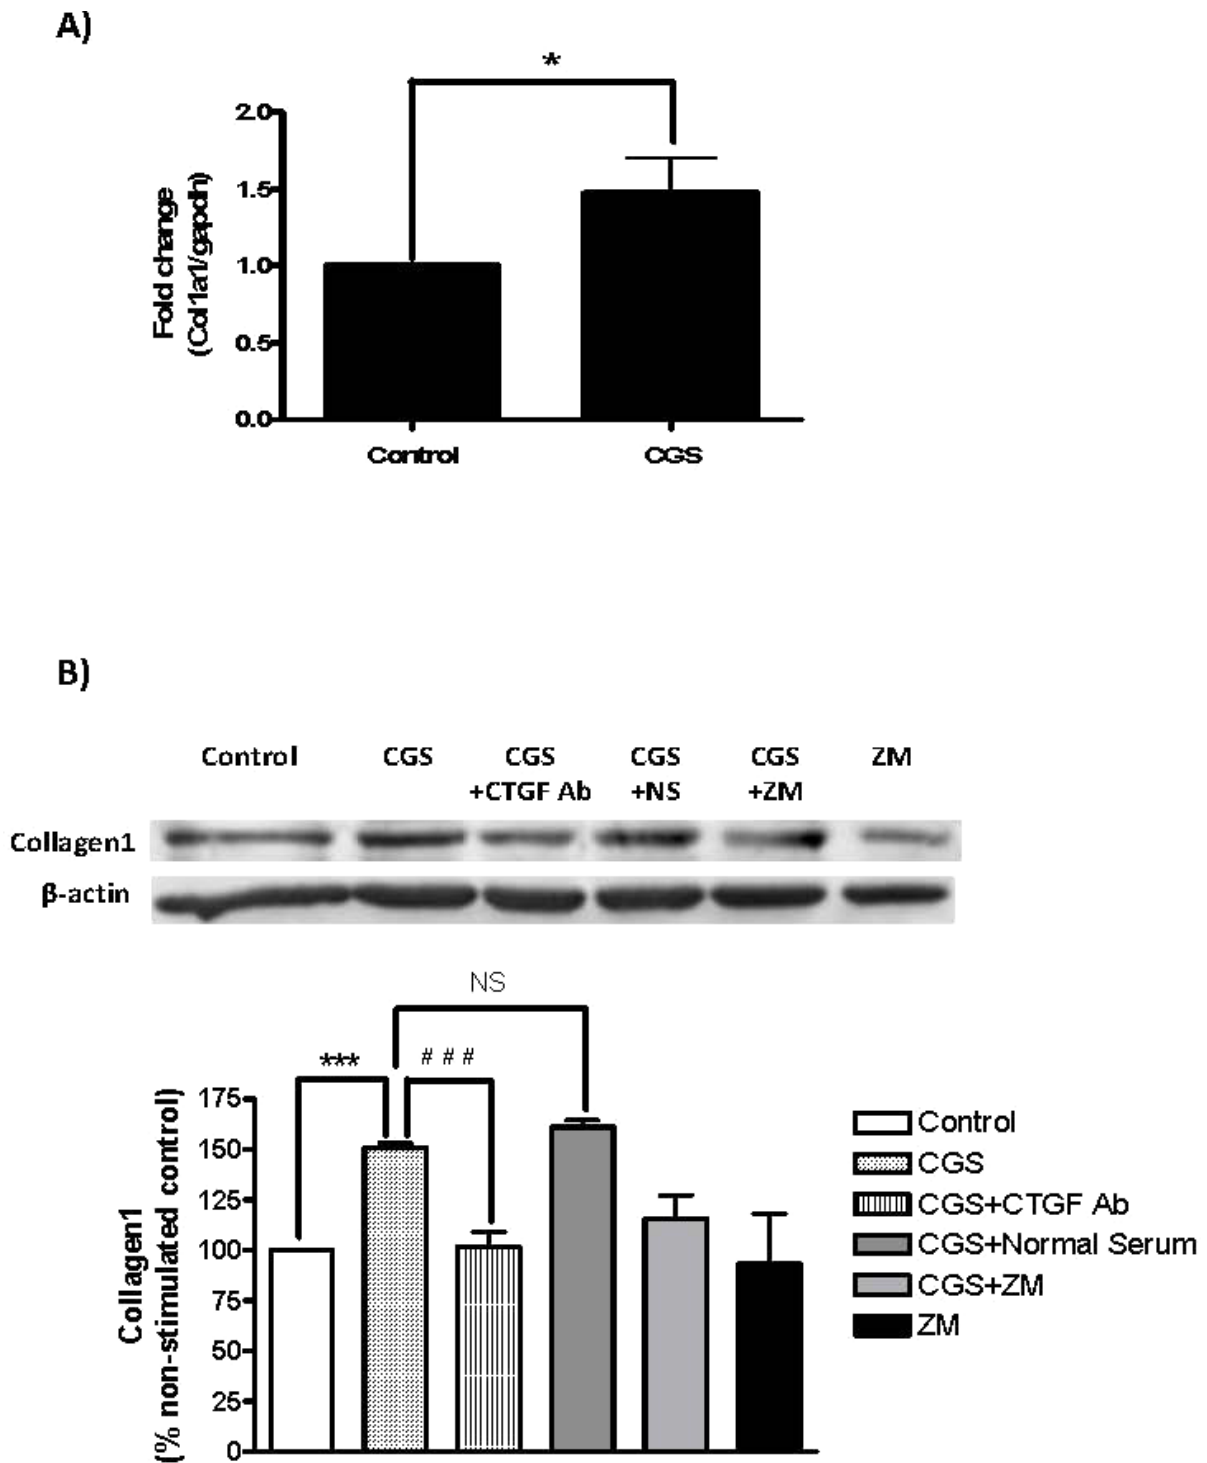 A)
*
2.0
1.5
1.0
0.5
0.0
Fold change
(Col1a1/gapdh)
Control CGS
B)
Control CGS CGS CGS CGS ZM
+CTGF Ab +NS +ZM
Collagen1
β-actin
NS
*** # # #
175
150
125
100
75
50
25
0
Collagen1
(% non-stimulated control)
Control
CGS
CGS+CTGF Ab
CGS+Normal Serum
CGS+ZM
ZM